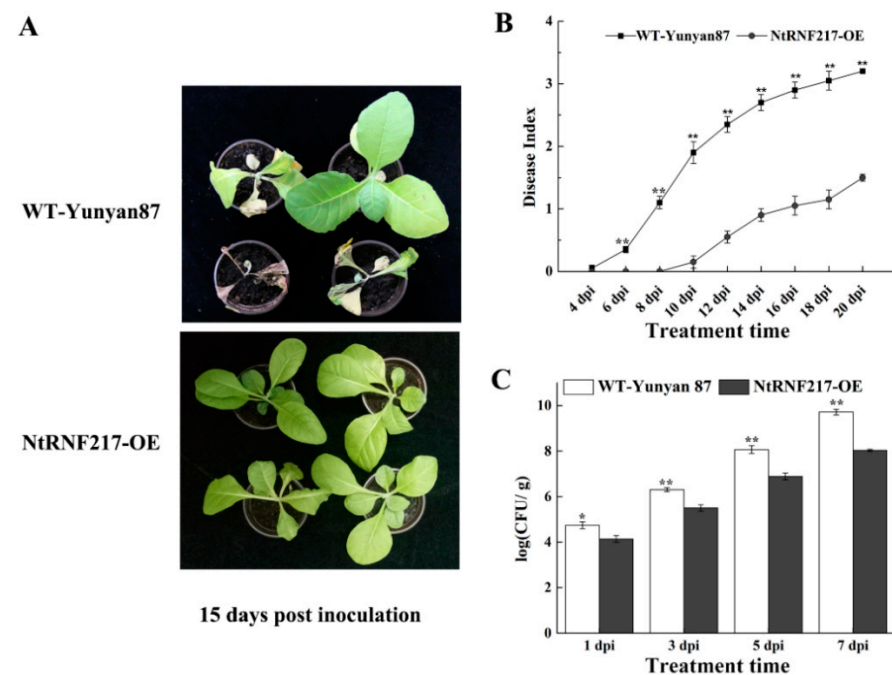 A
WT-Yunyan87
NtRNF217-OE
15 days post inoculation
B
WT-Yunyan87 NtRNF217-OE
Disease Index
4
3
2
1
0
** ** ** ** ** ** ** **
4 dpi 6 dpi 8 dpi 10 dpi 12 dpi 14 dpi 16 dpi 18 dpi 20 dpi
Treatment time
C
WT-Yunyan 87 NtRNF217-OE
log(CFU/ g)
10
8
6
4
2
0
* ** ** **
1 dpi 3 dpi 5 dpi 7 dpi
Treatment time